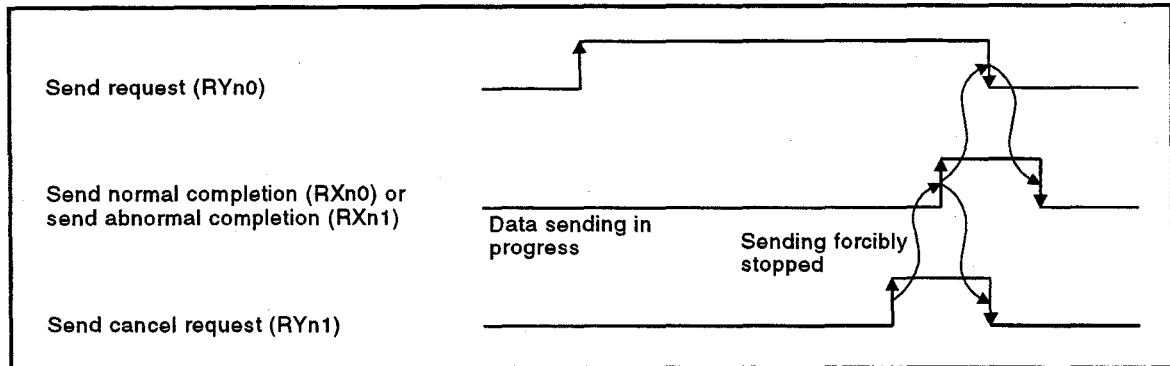 Send request (RYn0)
Send normal completion (RXn0) or
send abnormal completion (RXn1)
Data sending in
progress
Sending forcibly
stopped
Send cancel request (RYn1)